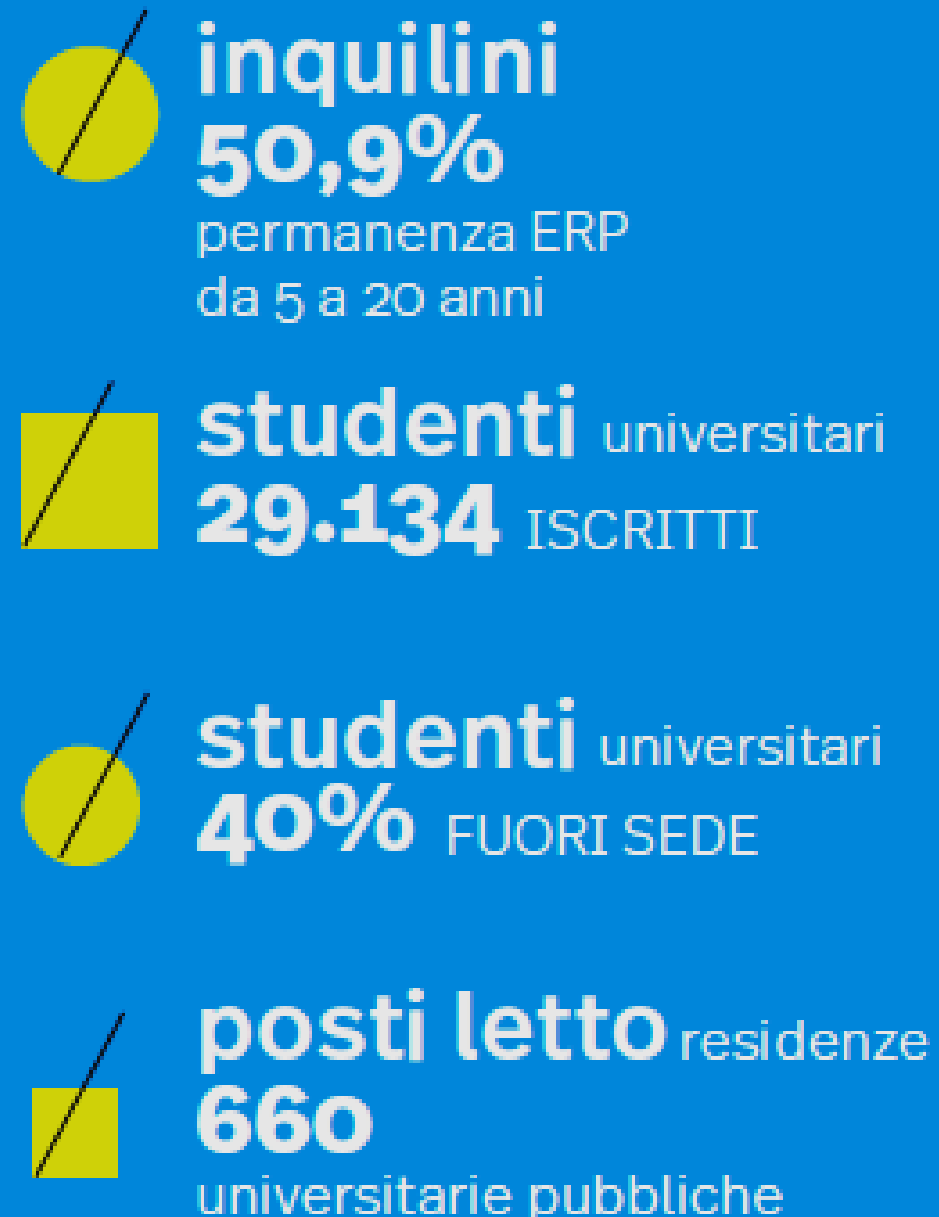 inquilini
50,9%
permanenza ERP
da 5 a 20 anni
studenti universitari
29.134 ISCRITTI
studenti universitari
40% FUORI SEDE
posti letto residenze
660
universitarie pubbliche